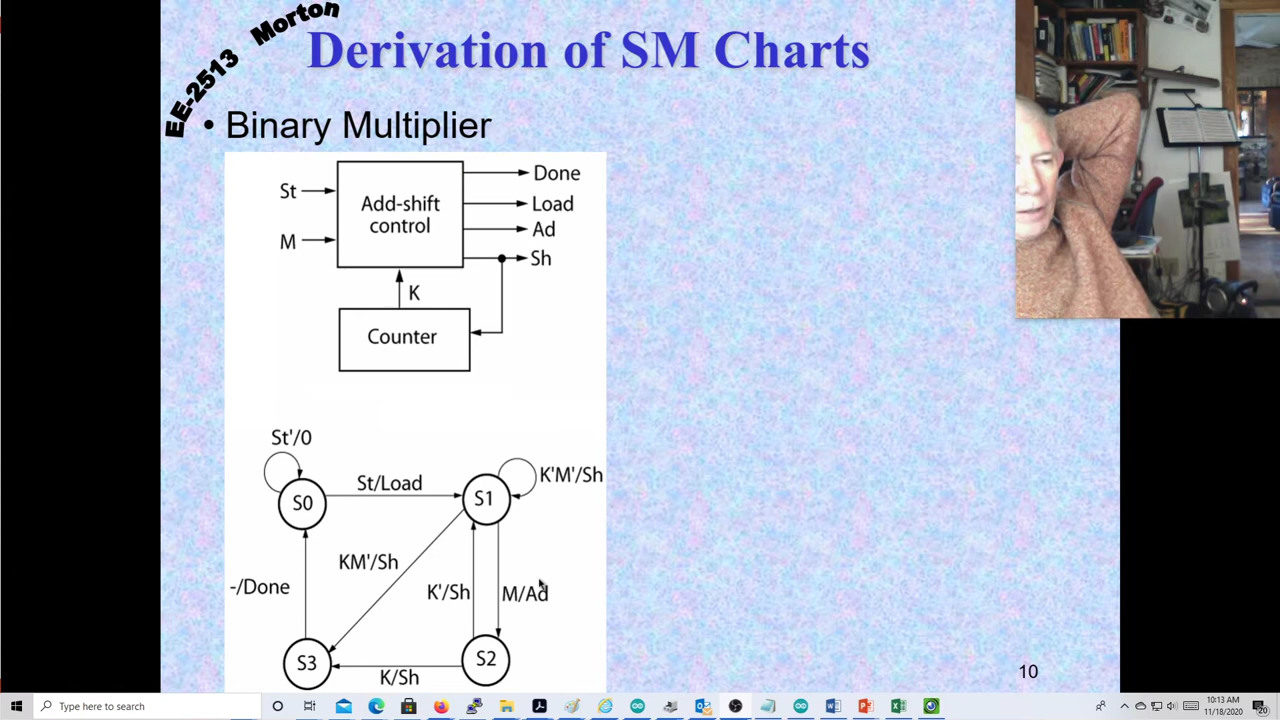 EE-2513 Morton
Derivation of SM Charts
• Binary Multiplier
St
M
Add-shift
control
Done
Load
Ad
Sh
K
Counter
St'/0
S0
St/Load
S1
K'M'/Sh
KM'/Sh
-/Done
K'/Sh
M/Ad
S3
K/Sh
S2
10
Type here to search
10:13 AM
11/18/2020
20